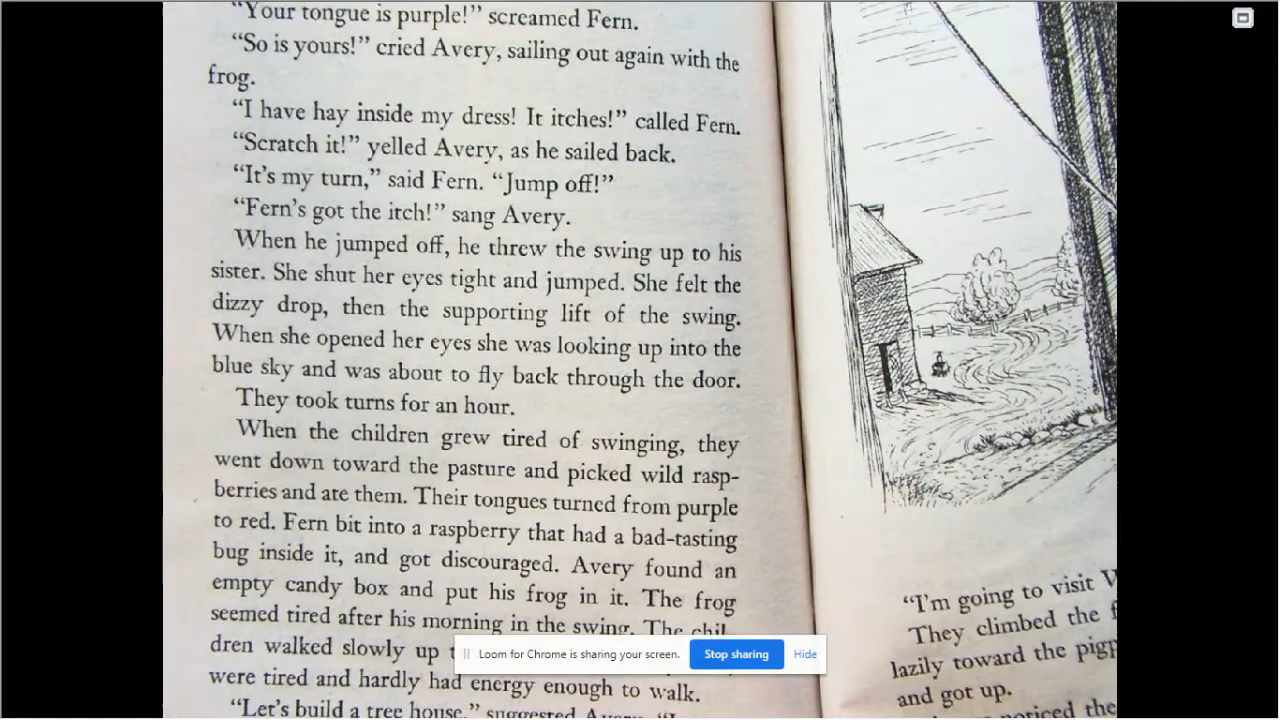 “Your tongue is purple!” screamed Fern.
“So is yours!” cried Avery, sailing out again with the
frog.
“I have hay inside my dress! It itches!” called Fern.
“Scratch it!” yelled Avery, as he sailed back.
“It’s my turn,” said Fern. “Jump off!”
“Fern’s got the itch!” sang Avery.
When he jumped off, he threw the swing up to his
sister. She shut her eyes tight and jumped. She felt the
dizzy drop, then the supporting lift of the swing.
When she opened her eyes she was looking up into the
blue sky and was about to fly back through the door.
They took turns for an hour.
When the children grew tired of swinging, they
went down toward the pasture and picked wild rasp-
berries and ate them. Their tongues turned from purple
to red. Fern bit into a raspberry that had a bad-tasting
bug inside it, and got discouraged. Avery found an
empty candy box and put his frog in it. The frog
seemed tired after his morning in the swing. The chil-
dren walked slowly up
were tired and hardly had energy enough to walk.
“Let’s build a tree house,” suggested Avery. “I
“I’m going to visit
They climbed the
lazily toward the
and got up.
noticed the
Loom for Chrome is sharing your screen.
Stop sharing
Hide